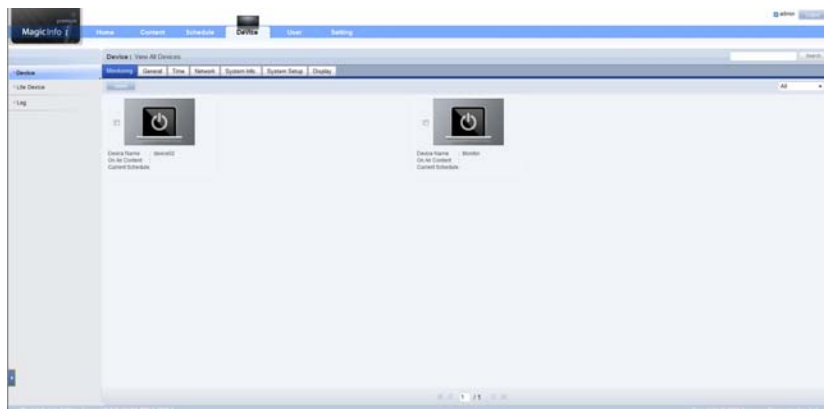 premium
MagicInfo i
admin
Home Content Schedule Device User Setting
Device : View All Devices
Search
Device
Lite Device
Log
Monitoring General Time Network System Info. System Setup Display
All
Device Name : device02
On Air Content :
Current Schedule :
Device Name : Monitor
On Air Content :
Current Schedule :
1 / 1